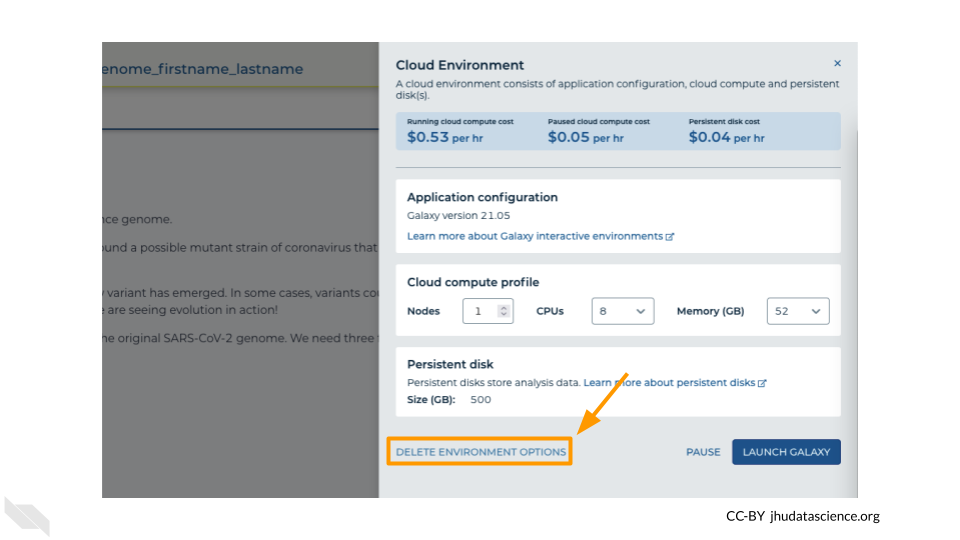 enome_firstname_lastname
nce genome.
und a possible mutant strain of coronavirus that
variant has emerged. In some cases, variants cou
are seeing evolution in action!
he original SARS-CoV-2 genome. We need three
Cloud Environment
×
A cloud environment consists of application configuration, cloud compute and persistent
disk(s).
Running cloud compute cost
$0.53 per hr
Paused cloud compute cost
$0.05 per hr
Persistent disk cost
$0.04 per hr
Application configuration
Galaxy version 21.05
Learn more about Galaxy interactive environments
Cloud compute profile
Nodes 1 CPUs 8 Memory (GB) 52
Persistent disk
Persistent disks store analysis data. Learn more about persistent disks
Size (GB): 500
DELETE ENVIRONMENT OPTIONS PAUSE LAUNCH GALAXY
CC-BY jhudatascience.org